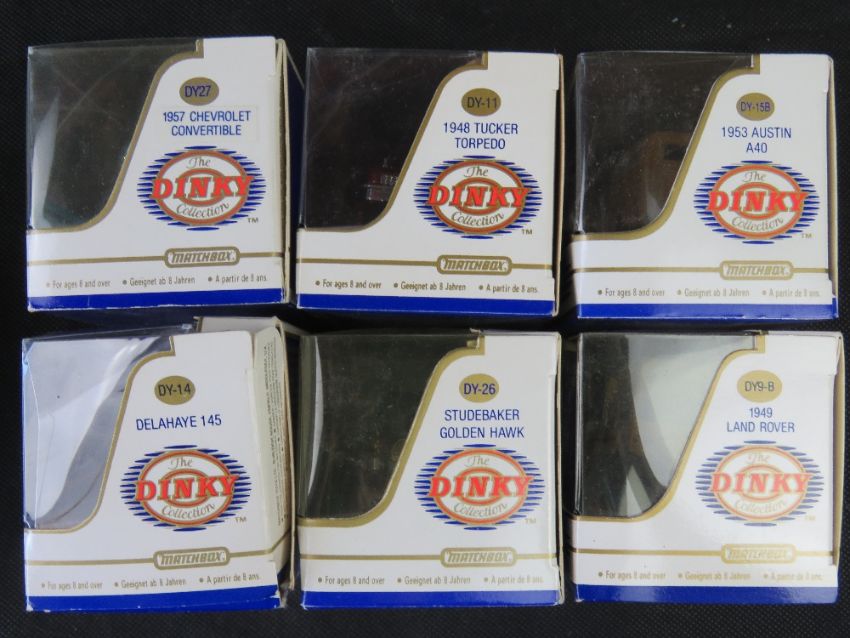 DY27
1957 CHEVROLET
CONVERTIBLE
The
DINKY
Collection
TM
MATCHBOX
• For ages 8 and over • Geeignet ab 8 Jahren • A partir de 8 ans.
DY-11
1948 TUCKER
TORPEDO
The
DINKY
Collection
TM
MATCHBOX
• For ages 8 and over • Geeignet ab 8 Jahren • A partir de 8 ans.
DY-15B
1953 AUSTIN
A40
The
DINKY
Collection
TM
MATCHBOX
• For ages 8 and over • Geeignet ab 8 Jahren • A partir de 8 ans.
DY-14
DELAHAYE 145
The
DINKY
Collection
TM
MATCHBOX
• For ages 8 and over • Geeignet ab 8 Jahren • A partir de 8 ans.
DY-26
STUDEBAKER
GOLDEN HAWK
The
DINKY
Collection
TM
MATCHBOX
• For ages 8 and over • Geeignet ab 8 Jahren • A partir de 8 ans.
DY9-B
1949
LAND ROVER
The
DINKY
Collection
TM
MATCHBOX
• For ages 8 and over • Geeignet ab 8 Jahren • A partir de 8 ans.